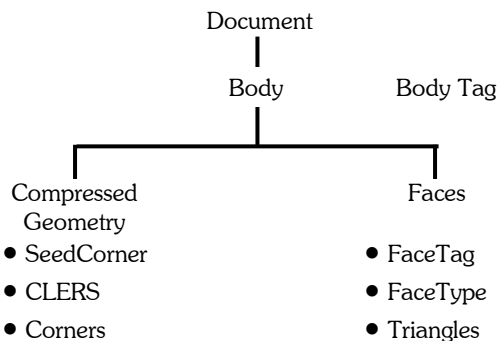 Document
Body
Body Tag
Compressed
Geometry
• SeedCorner
• CLERS
• Corners
Faces
• FaceTag
• FaceType
• Triangles